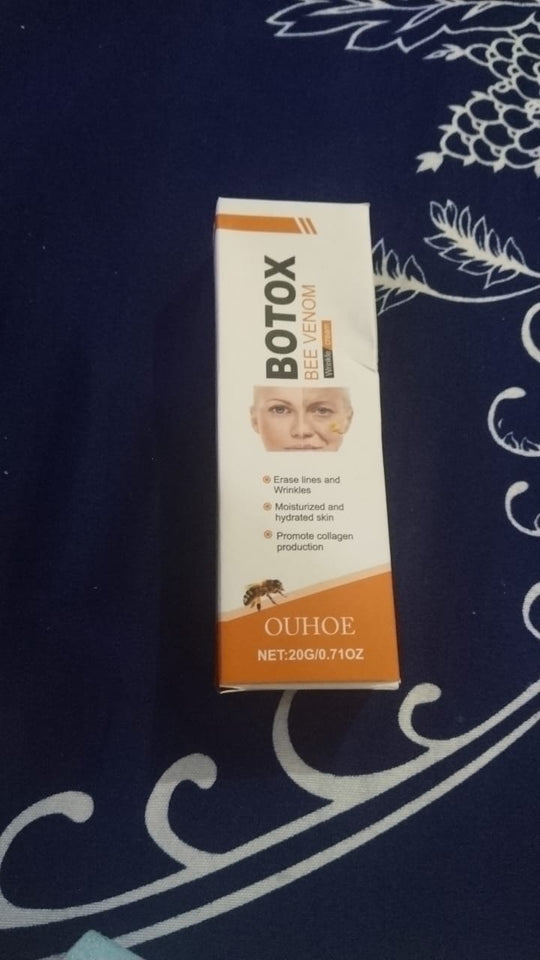 BOTOX
BEE VENOM
Wrinkle cream
Erase lines and
Wrinkles
Moisturized and
hydrated skin
Promote collagen
production
OUHOE
NET:20G/0.71OZ